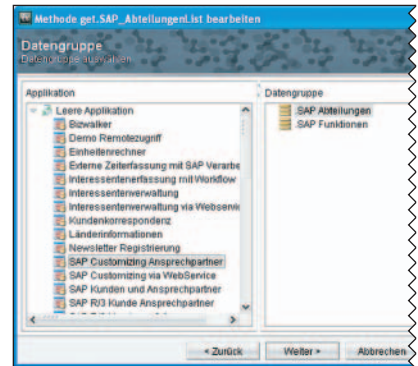 Methode get.SAP_AbteilungenList bearbeiten
Datengruppe
Datengruppe auswählen
Applikation
Leere Applikation
Bizwalker
Demo Remotezugriff
Einheitenrechner
Externe Zeiterfassung mit SAP Verarbe
Interessentenerfassung mit Workflow
Interessentenverwaltung
Interessentenverwaltung via Webservic
Kundenkorrespondenz
Länderinformationen
Newsletter Registrierung
SAP Customizing Ansprechpartner
SAP Customizing via WebService
SAP Kunden und Ansprechpartner
SAP R/3 Kunde Ansprechpartner
Datengruppe
SAP Abteilungen
SAP Funktionen
< Zurück
Weiter >
Abbrechen